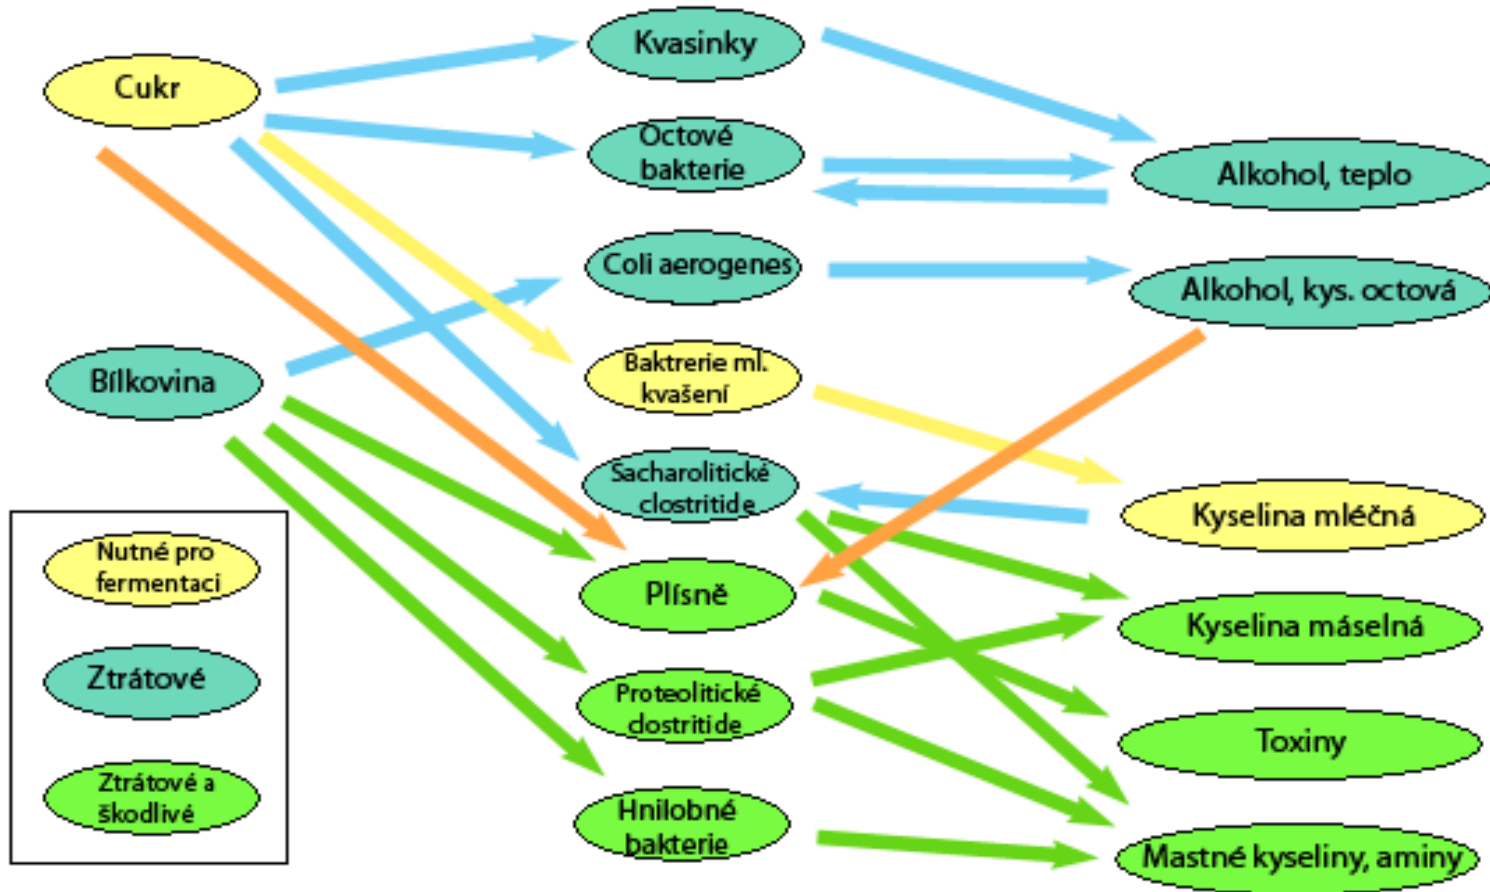 Cukr
Bílkovina
Nutné pro
fermentaci
Ztrátové
Ztrátové a
škodlivé
Kvasinky
Octové
bakterie
Coli aerogenes
Baktrerie ml.
kvašení
Sacharolitické
clostritide
Plísně
Proteolitické
clostritide
Hnilobné
bakterie
Alkohol, teplo
Alkohol, kys. octová
Kyselina mléčná
Kyselina máselná
Toxiny
Mastné kyseliny, aminy